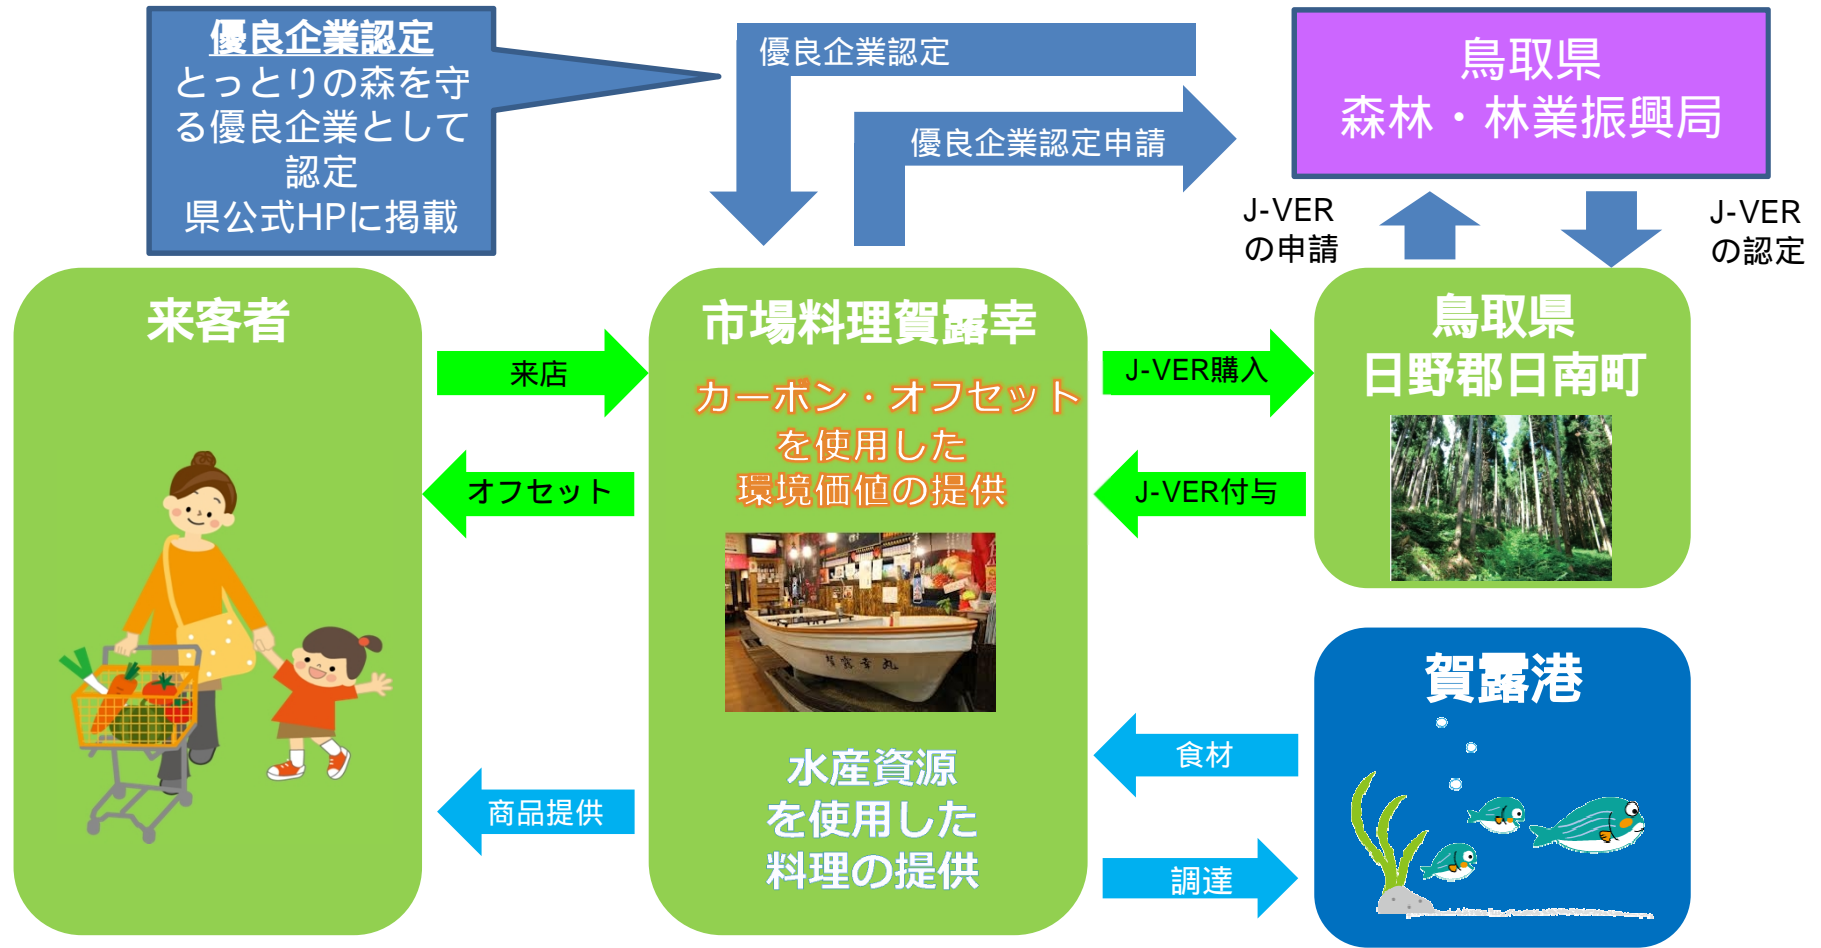 優良企業認定
とっとりの森を守
る優良企業として
認定
県公式HPに掲載
優良企業認定
優良企業認定申請
鳥取県
森林・林業振興局
J-VER
の申請
J-VER
の認定
来客者
来店
オフセット
商品提供
市場料理賀露幸
カーボン・オフセット
を使用した
環境価値の提供
賀露幸丸
水産資源
を使用した
料理の提供
J-VER購入
J-VER付与
鳥取県
日野郡日南町
食材
調達
賀露港